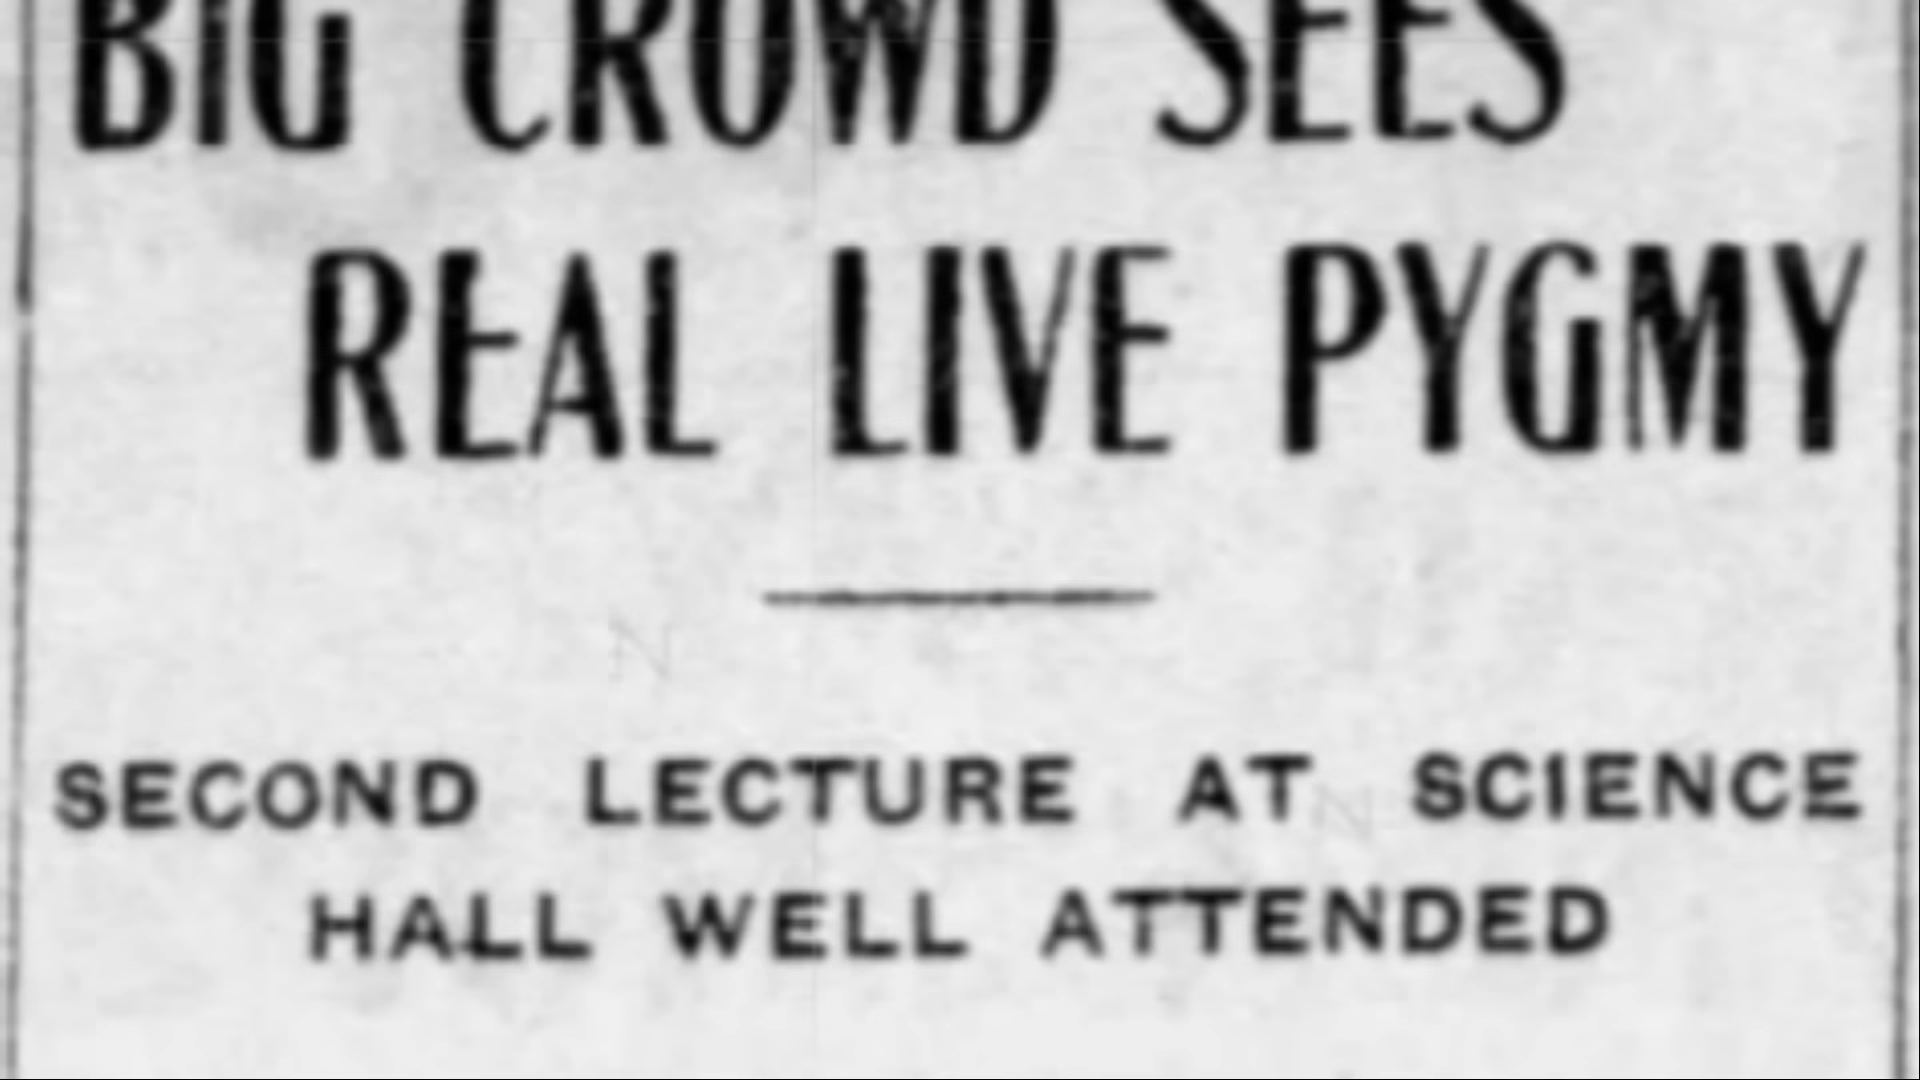 BIG CROWD SEES
REAL LIVE PYGMY
SECOND LECTURE AT SCIENCE
HALL WELL ATTENDED